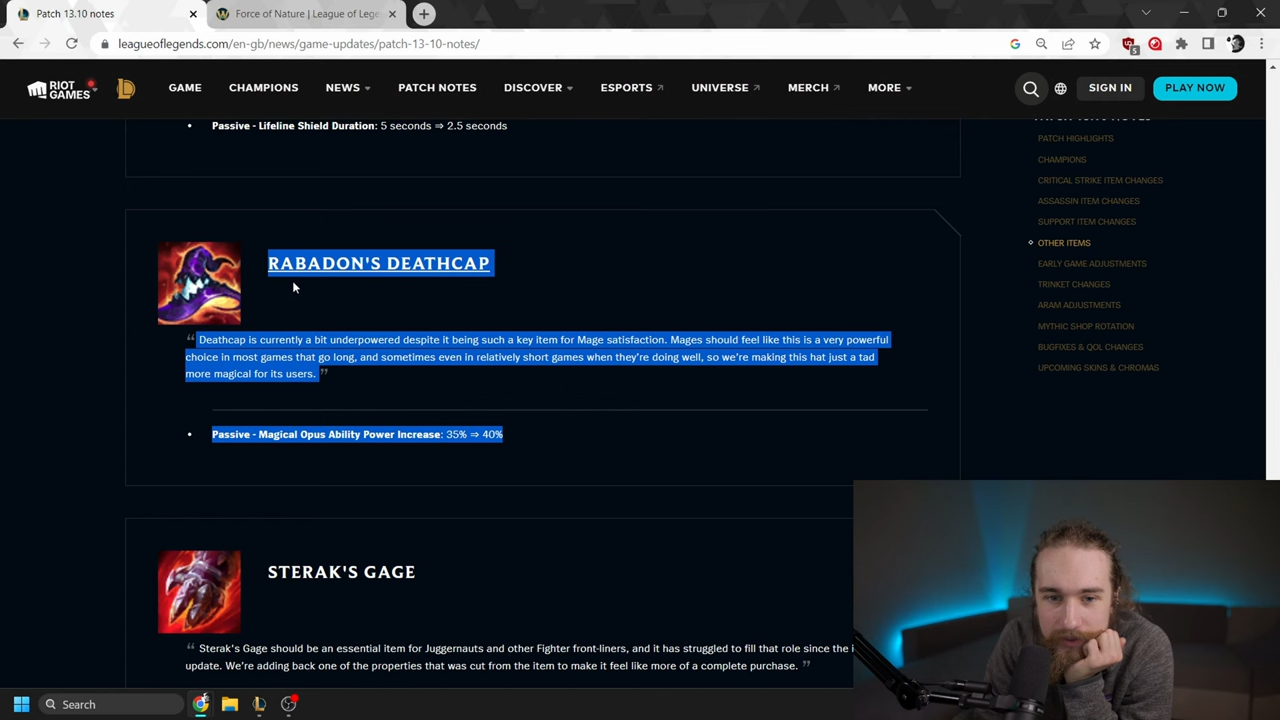 Patch 13.10 notes
Force of Nature | League of Lege
leagueoflegends.com/en-gb/news/game-updates/patch-13-10-notes/
5
RIOT GAMES
GAME
CHAMPIONS
NEWS
PATCH NOTES
DISCOVER
ESPORTS
UNIVERSE
MERCH
MORE
SIGN IN
PLAY NOW
• Passive - Lifeline Shield Duration: 5 seconds ⇒ 2.5 seconds
RABADON'S DEATHCAP
“ Deathcap is currently a bit underpowered despite it being such a key item for Mage satisfaction. Mages should feel like this is a very powerful
choice in most games that go long, and sometimes even in relatively short games when they’re doing well, so we’re making this hat just a tad
more magical for its users. ”
• Passive - Magical Opus Ability Power Increase: 35% ⇒ 40%
STERAK'S GAGE
“ Sterak's Gage should be an essential item for Juggernauts and other Fighter front-liners, and it has struggled to fill that role since the
update. We’re adding back one of the properties that was cut from the item to make it feel like more of a complete purchase. ”
PATCH HIGHLIGHTS
CHAMPIONS
CRITICAL STRIKE ITEM CHANGES
ASSASSIN ITEM CHANGES
SUPPORT ITEM CHANGES
OTHER ITEMS
EARLY GAME ADJUSTMENTS
TRINKET CHANGES
ARAM ADJUSTMENTS
MYTHIC SHOP ROTATION
BUGFIXES & QOL CHANGES
UPCOMING SKINS & CHROMAS
Search